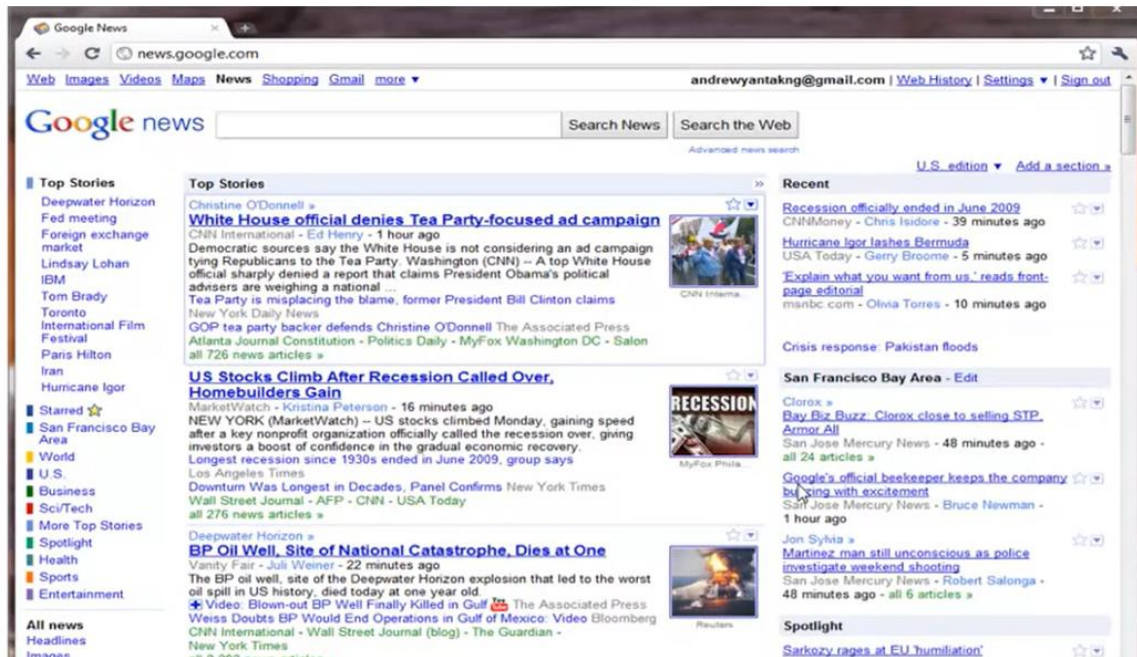 Google News
news.google.com
Web Images Videos Maps News Shopping Gmail more ▼
andrewyantakng@gmail.com | Web History | Settings ▼ | Sign out
Google news
Search News
Search the Web
Advanced news search
U.S. edition ▼ Add a section »
Top Stories
Deepwater Horizon
Fed meeting
Foreign exchange
market
Lindsay Lohan
IBM
Tom Brady
Toronto
International Film
Festival
Paris Hilton
Iran
Hurricane Igor
Starred
San Francisco Bay
Area
World
U.S.
Business
Sci/Tech
More Top Stories
Spotlight
Health
Sports
Entertainment
All news
Headlines
Images
Top Stories
Christine O'Donnell »
White House official denies Tea Party-focused ad campaign
CNN International - Ed Henry - 1 hour ago
Democratic sources say the White House is not considering an ad campaign
tying Republicans to the Tea Party. Washington (CNN) -- A top White House
official sharply denied a report that claims President Obama's political
advisers are weighing a national ...
Tea Party is misplacing the blame, former President Bill Clinton claims
New York Daily News
GOP tea party backer defends Christine O'Donnell The Associated Press
Atlanta Journal Constitution - Politics Daily - MyFox Washington DC - Salon
all 726 news articles »
CNN Interna...
US Stocks Climb After Recession Called Over,
Homebuilders Gain
MarketWatch - Kristina Peterson - 16 minutes ago
NEW YORK (MarketWatch) -- US stocks climbed Monday, gaining speed
after a key nonprofit organization officially called the recession over, giving
investors a boost of confidence in the gradual economic recovery.
Longest recession since 1930s ended in June 2009, group says
Los Angeles Times
Downturn Was Longest in Decades, Panel Confirms New York Times
Wall Street Journal - AFP - CNN - USA Today
all 276 news articles »
RECESSION
MyFox Phila...
Deepwater Horizon »
BP Oil Well, Site of National Catastrophe, Dies at One
Vanity Fair - Juli Weiner - 22 minutes ago
The BP oil well, site of the Deepwater Horizon explosion that led to the worst
oil spill in US history, died today at one year old.
Video: Blown-out BP Well Finally Killed in Gulf You Tube The Associated Press
Weiss Doubts BP Would End Operations in Gulf of Mexico: Video Bloomberg
CNN International - Wall Street Journal (blog) - The Guardian -
New York Times
Reuters
Recent
Recession officially ended in June 2009
CNNMoney - Chris Isidore - 39 minutes ago
Hurricane Igor lashes Bermuda
USA Today - Gerry Broome - 5 minutes ago
'Explain what you want from us,' reads front-
page editorial
msnbc.com - Olivia Torres - 10 minutes ago
Crisis response: Pakistan floods
San Francisco Bay Area - Edit
Clorox »
Bay Biz Buzz: Clorox close to selling STP,
Armor All
San Jose Mercury News - 48 minutes ago -
all 24 articles »
Google's official beekeeper keeps the company
buzzing with excitement
San Jose Mercury News - Bruce Newman -
1 hour ago
Jon Sylvia »
Martinez man still unconscious as police
investigate weekend shooting
San Jose Mercury News - Robert Salonga -
48 minutes ago - all 6 articles »
Spotlight
Sarkozy rages at EU 'humiliation'